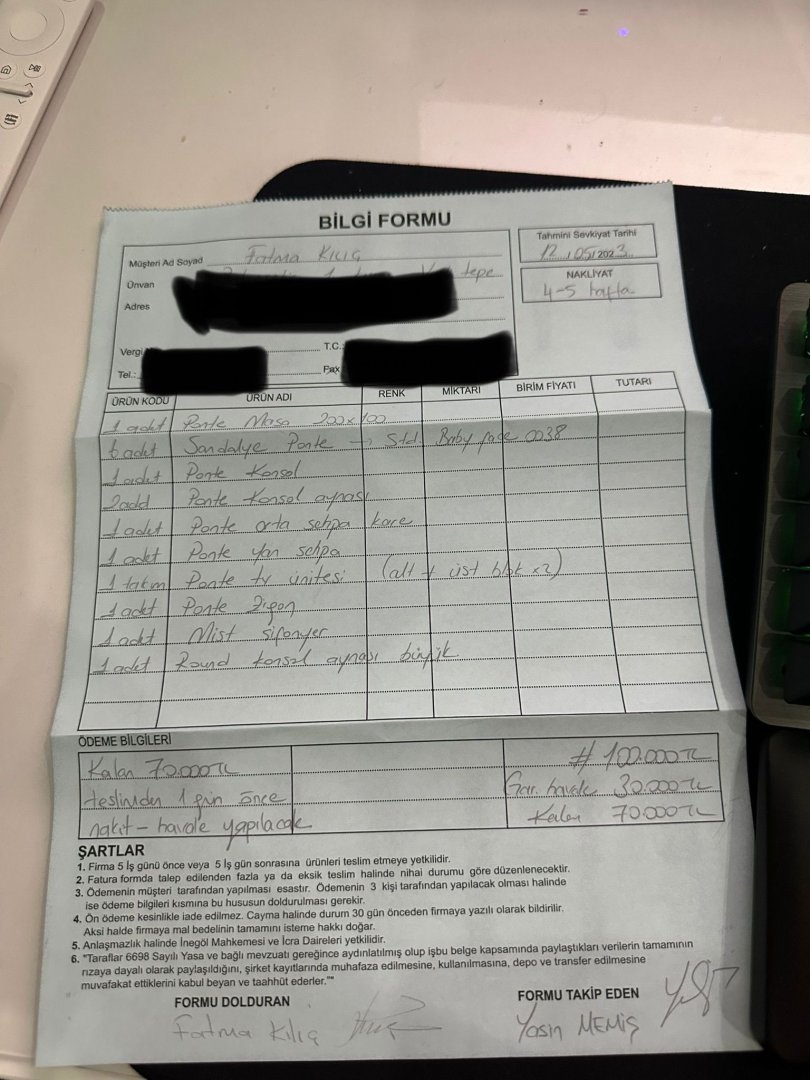 BİLGİ FORMU
Müşteri Ad Soyad Fatma KILIÇ
Ünvan tepe
Adres
Vergi T.C.:
Tel.: Fax
Tahmini Sevkiyat Tarihi
12/05/2023
NAKLİYAT
4-5 hafta
ÜRÜN KODU ÜRÜN ADI RENK MİKTARI BİRİM FİYATI TUTARI
1 adet Ponte Masa 200x100
6 adet Sandalye Ponte → Std Baby face 0038
1 adet Ponte Konsol
2 add Ponte Konsol aynası
1 adet Ponte orta sehpa kare
1 adet Ponte yan sehpa
1 takım Ponte tv ünitesi (alt + üst blok x2)
1 adet Ponte Zigon
1 adet Mist şifonyer
1 adet Round konsol aynası büyük
ÖDEME BİLGİLERİ
Kalan 70.000TL # 100.000TL
teslimden 1 gün önce Gar. havale 30.000TL
nakit-havale yapılacak Kalan 70.000TL
ŞARTLAR
1. Firma 5 İş günü önce veya 5 İş gün sonrasına ürünleri teslim etmeye yetkilidir.
2. Fatura formda talep edilenden fazla ya da eksik teslim halinde nihai durumu göre düzenlenecektir.
3. Ödemenin müşteri tarafından yapılması esastır. Ödemenin 3 kişi tarafından yapılacak olması halinde
ise ödeme bilgileri kısmına bu hususun doldurulması gerekir.
4. Ön ödeme kesinlikle iade edilmez. Cayma halinde durum 30 gün önceden firmaya yazılı olarak bildirilir.
Aksi halde firmaya mal bedelinin tamamını isteme hakkı doğar.
5. Anlaşmazlık halinde İnegöl Mahkemesi ve İcra Daireleri yetkilidir.
6. "Taraflar 6698 Sayılı Yasa ve bağlı mevzuatı gereğince aydınlatılmış olup işbu belge kapsamında paylaştıkları verilerin tamamının
rızaya dayalı olarak paylaşıldığını, şirket kayıtlarında muhafaza edilmesine, kullanılmasına, depo ve transfer edilmesine
muvafakat ettiklerini kabul beyan ve taahhüt ederler.""
FORMU DOLDURAN FORMU TAKİP EDEN
Fatma Kılıç Yasin MEMİŞ